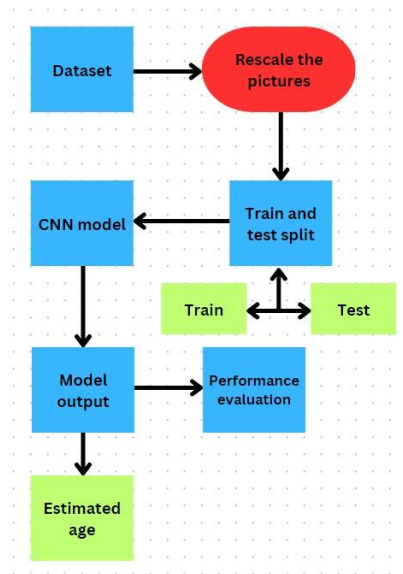 Dataset
Rescale the
pictures
CNN model
Train and
test split
Train
Test
Model
output
Performance
evaluation
Estimated
age